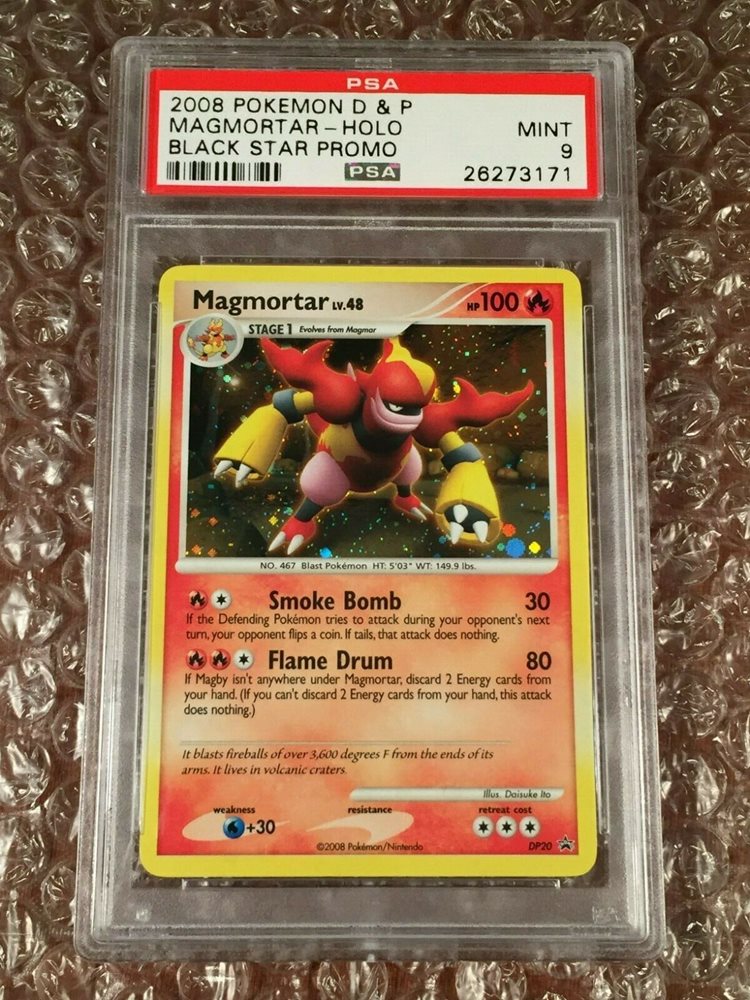 PSA
2008 POKEMON D & P
MAGMORTAR - HOLO MINT
BLACK STAR PROMO 9
PSA 26273171
Magmortar LV.48 HP 100
STAGE 1 Evolves from Magmar
NO. 467 Blast Pokémon HT: 5'03" WT: 149.9 lbs.
Smoke Bomb 30
If the Defending Pokémon tries to attack during your opponent's next
turn, your opponent flips a coin. If tails, that attack does nothing.
Flame Drum 80
If Magby isn't anywhere under Magmortar, discard 2 Energy cards from
your hand. (If you can't discard 2 Energy cards from your hand, this attack
does nothing.)
It blasts fireballs of over 3,600 degrees F from the ends of its
arms. It lives in volcanic craters.
Illus. Daisuke Ito
weakness resistance retreat cost
+30
©2008 Pokémon/Nintendo DP20